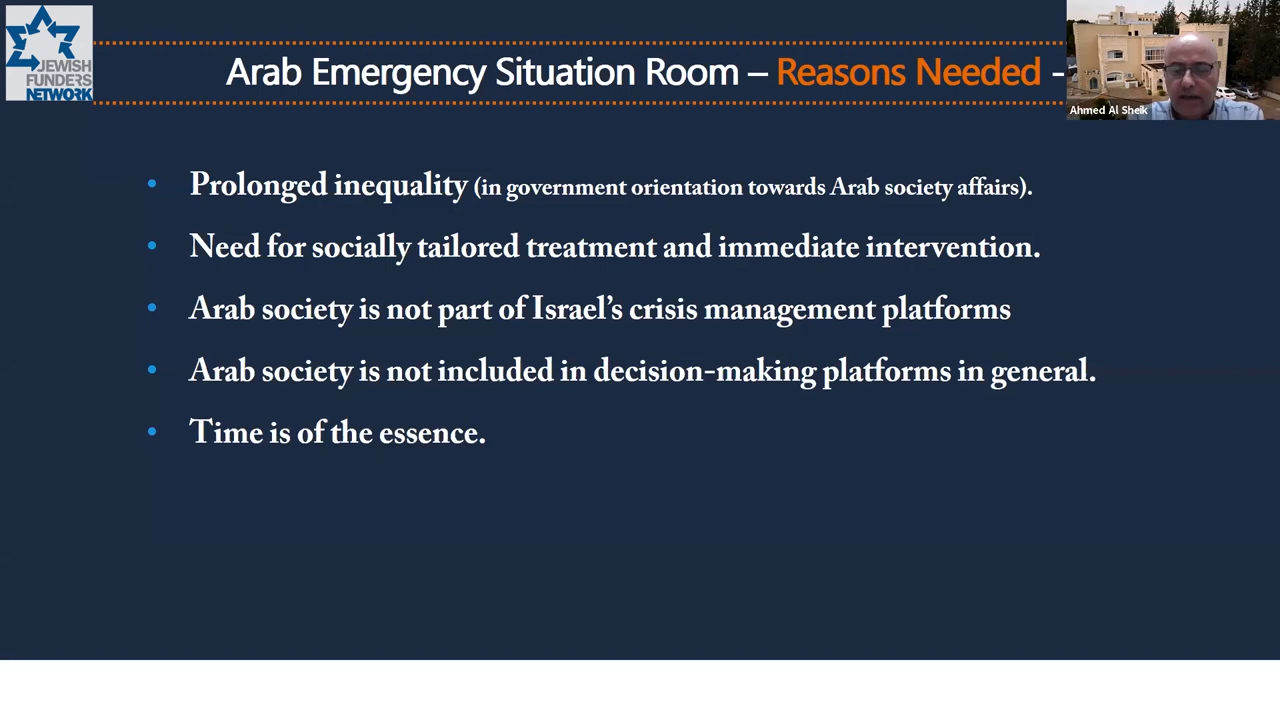 JEWISH
FUNDERS
NETWORK
Arab Emergency Situation Room – Reasons Needed -
Ahmed Al Sheik
• Prolonged inequality (in government orientation towards Arab society affairs).
• Need for socially tailored treatment and immediate intervention.
• Arab society is not part of Israel’s crisis management platforms
• Arab society is not included in decision-making platforms in general.
• Time is of the essence.